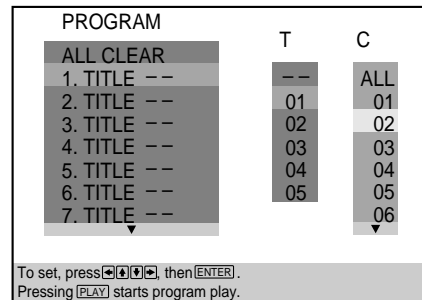 PROGRAM
T C
ALL CLEAR
1. TITLE – –
2. TITLE – –
3. TITLE – –
4. TITLE – –
5. TITLE – –
6. TITLE – –
7. TITLE – –
– –
01
02
03
04
05
ALL
01
02
03
04
05
06
To set, press ←↑↓→, then ENTER.
Pressing PLAY starts program play.